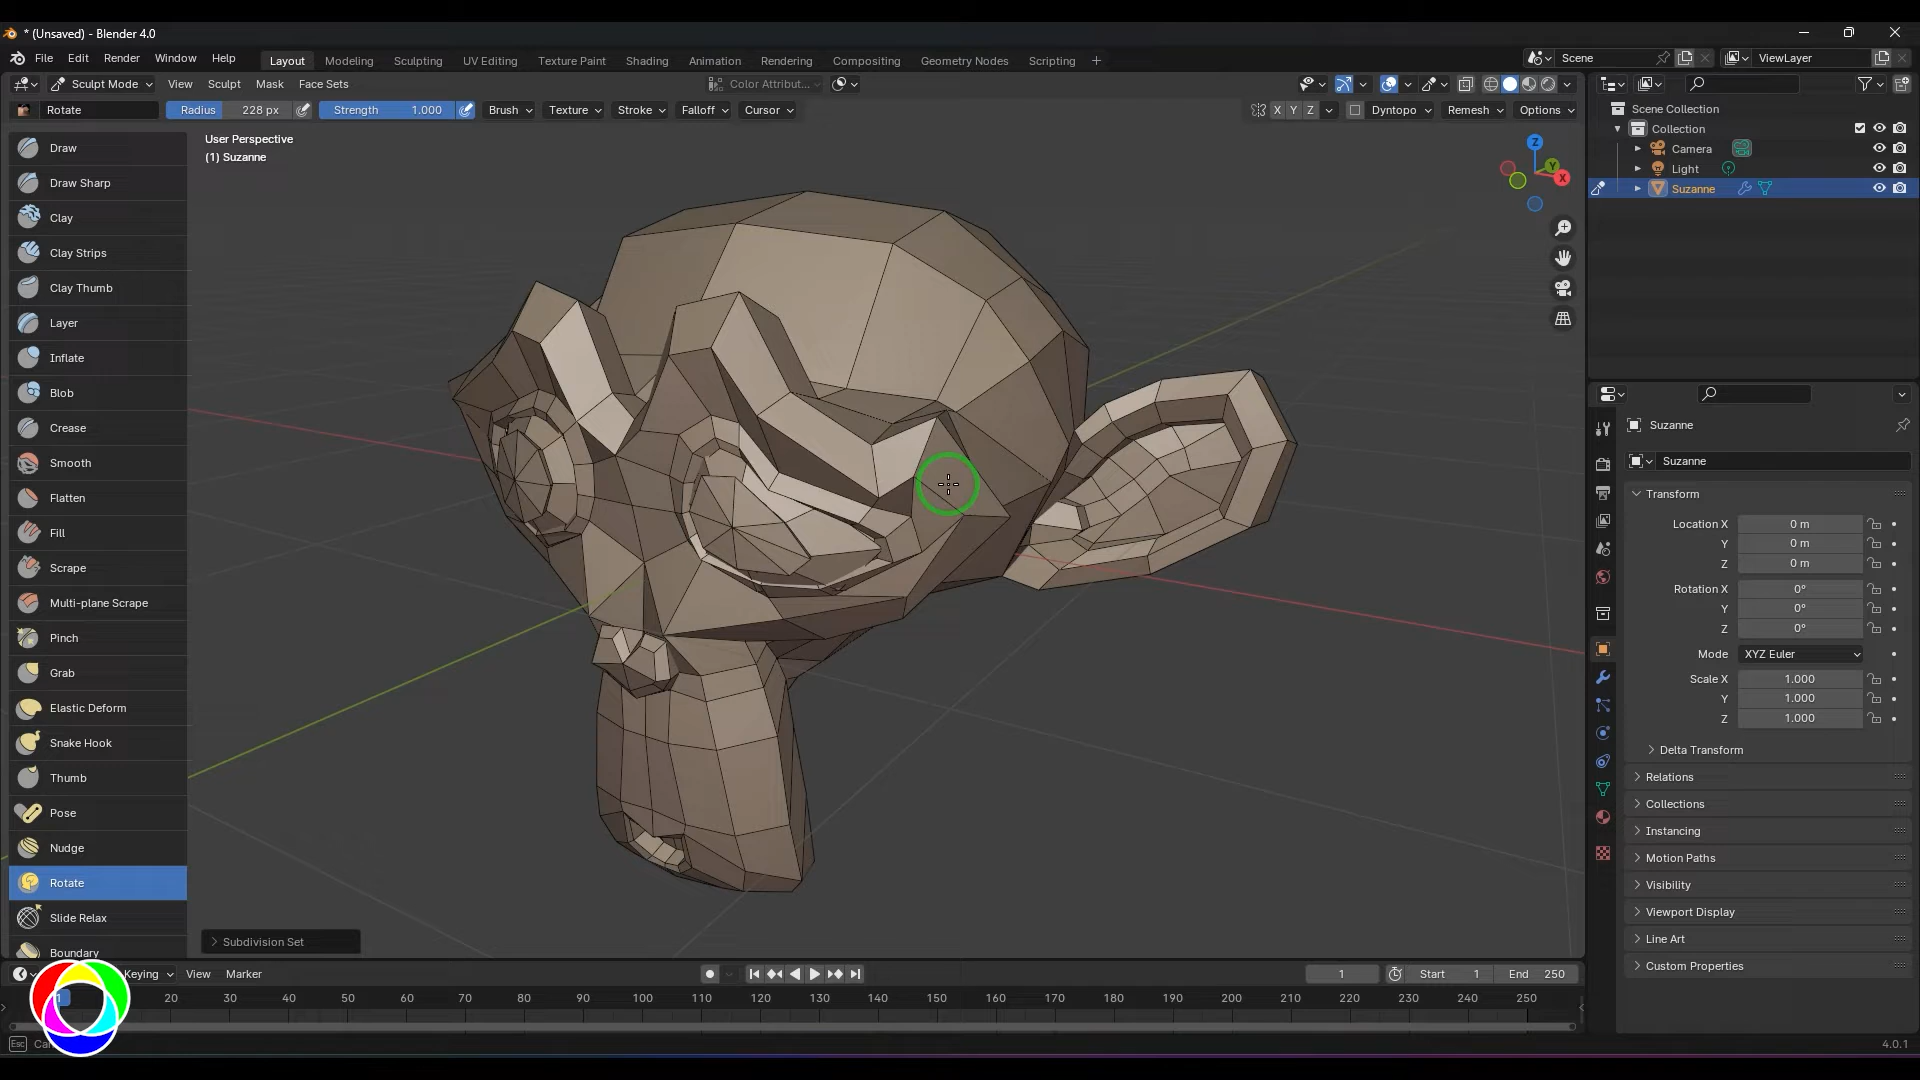 * (Unsaved) - Blender 4.0
File Edit Render Window Help Layout Modeling Sculpting UV Editing Texture Paint Shading Animation Rendering Compositing Geometry Nodes Scripting + Scene ViewLayer
Sculpt Mode View Sculpt Mask Face Sets Color Attribut...
Rotate Radius 228 px Strength 1.000 Brush Texture Stroke Falloff Cursor X Y Z Dyntopo Remesh Options
User Perspective
(1) Suzanne
Z
Y
X
Draw
Draw Sharp
Clay
Clay Strips
Clay Thumb
Layer
Inflate
Blob
Crease
Smooth
Flatten
Fill
Scrape
Multi-plane Scrape
Pinch
Grab
Elastic Deform
Snake Hook
Thumb
Pose
Nudge
Rotate
Slide Relax
Boundary
Subdivision Set
Scene Collection
Collection
Camera
Light
Suzanne
Suzanne
Suzanne
Transform
Location X 0 m
Y 0 m
Z 0 m
Rotation X 0°
Y 0°
Z 0°
Mode XYZ Euler
Scale X 1.000
Y 1.000
Z 1.000
Delta Transform
Relations
Collections
Instancing
Motion Paths
Visibility
Viewport Display
Line Art
Custom Properties
Keying View Marker 1 Start 1 End 250
1 20 30 40 50 60 70 80 90 100 110 120 130 140 150 160 170 180 190 200 210 220 230 240 250
Esc
4.0.1